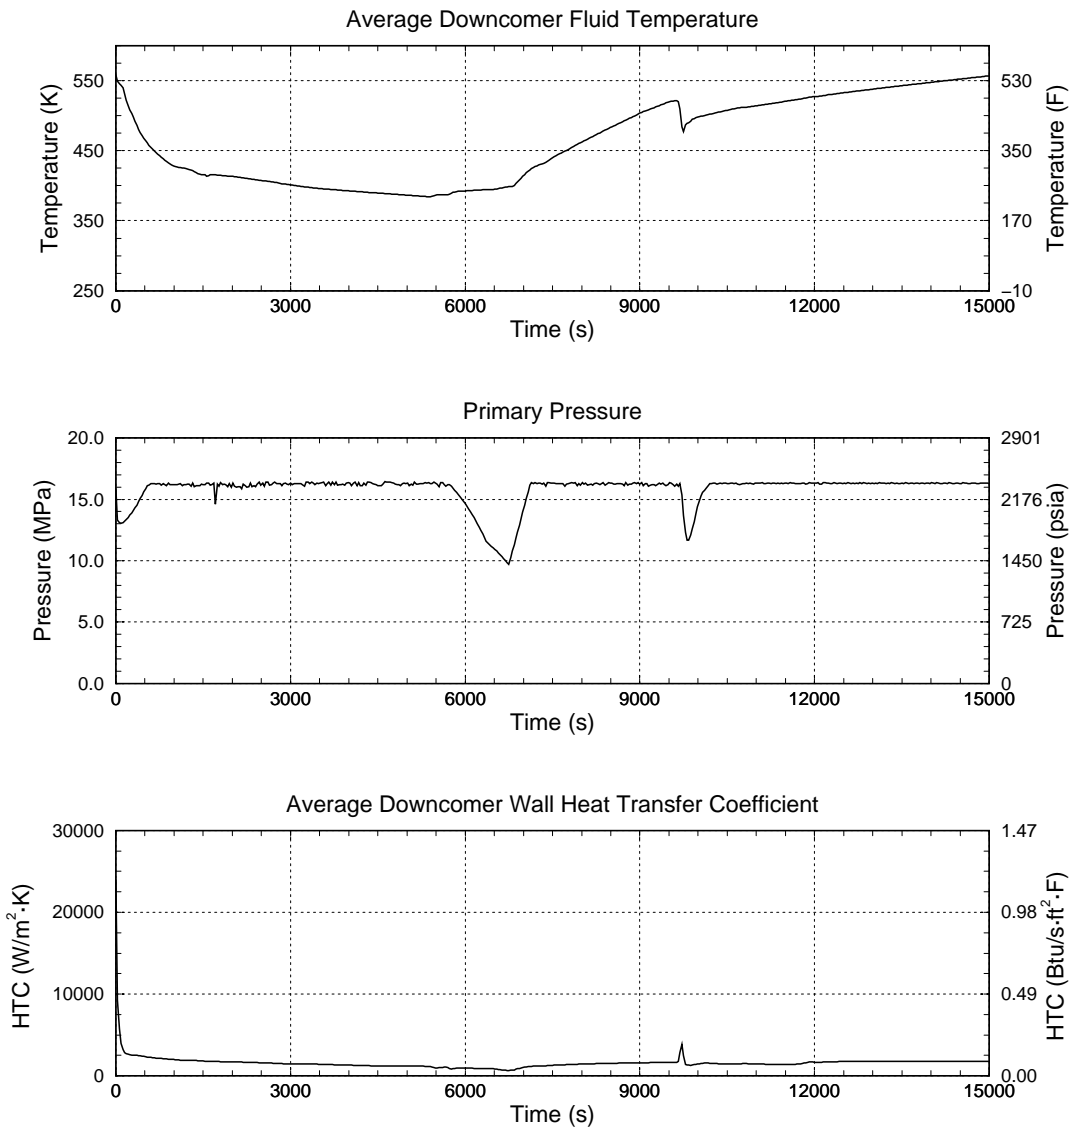 Average Downcomer Fluid Temperature
Temperature (K)
550
450
350
250
530
350
170
−10
Temperature (F)
0 3000 6000 9000 12000 15000
Time (s)
Primary Pressure
Pressure (MPa)
20.0
15.0
10.0
5.0
0.0
2901
2176
1450
725
0
Pressure (psia)
0 3000 6000 9000 12000 15000
Time (s)
Average Downcomer Wall Heat Transfer Coefficient
HTC (W/m²·K)
30000
20000
10000
0
1.47
0.98
0.49
0.00
HTC (Btu/s·ft²·F)
0 3000 6000 9000 12000 15000
Time (s)